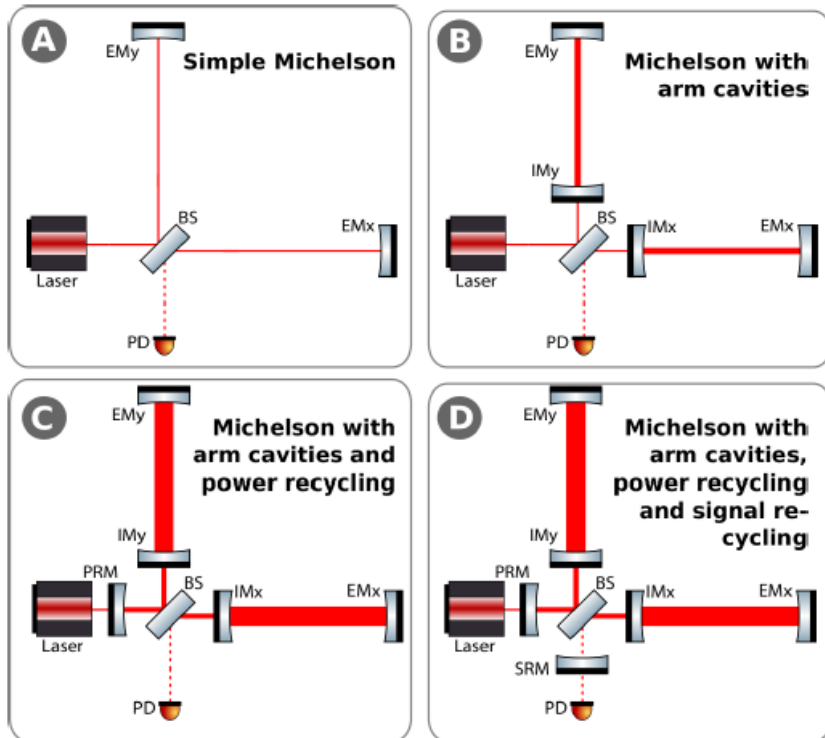 A
EMy
Simple Michelson
BS
EMx
Laser
PD
B
EMy
Michelson with
arm cavities
IMy
BS
IMx
EMx
Laser
PD
C
EMy
Michelson with
arm cavities and
power recycling
IMy
PRM
BS
IMx
EMx
Laser
PD
D
EMy
Michelson with
arm cavities,
power recycling
and signal re-
cycling
IMy
PRM
BS
IMx
EMx
Laser
SRM
PD